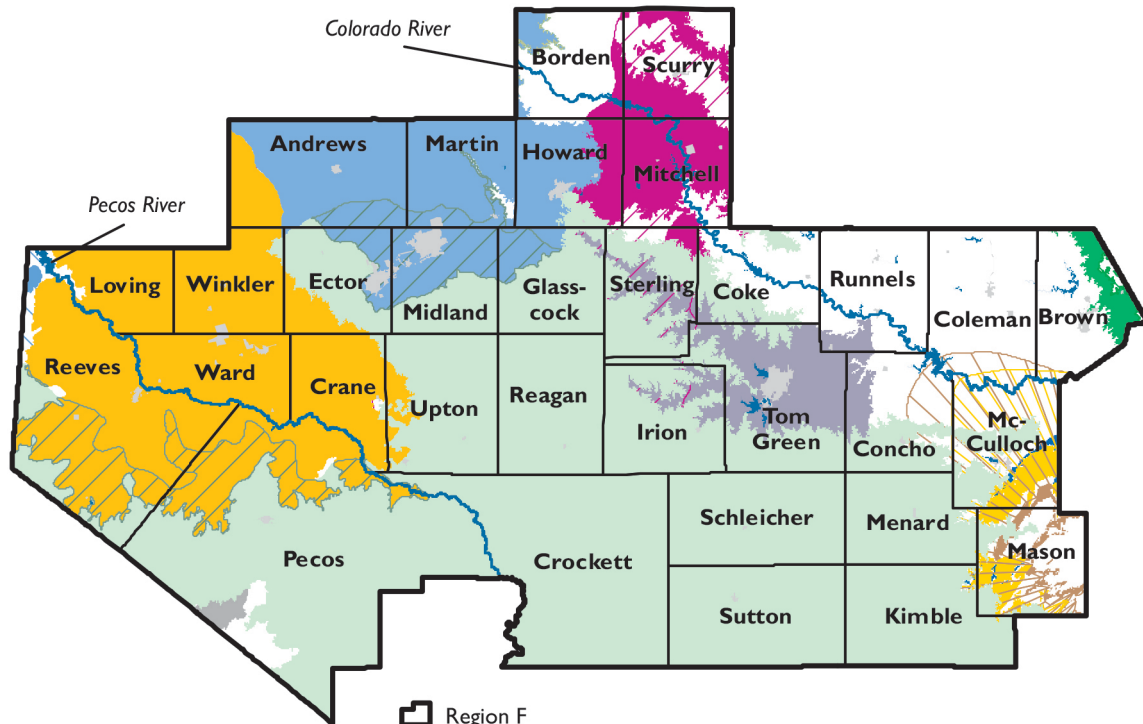 Colorado River
Borden
Scurry
Andrews
Martin
Howard
Mitchell
Pecos River
Loving
Winkler
Ector
Midland
Glass-
cock
Sterling
Coke
Runnels
Coleman
Brown
Reeves
Ward
Crane
Upton
Reagan
Irion
Tom
Green
Concho
Mc-
Culloch
Pecos
Crockett
Schleicher
Menard
Mason
Sutton
Kimble
Region F